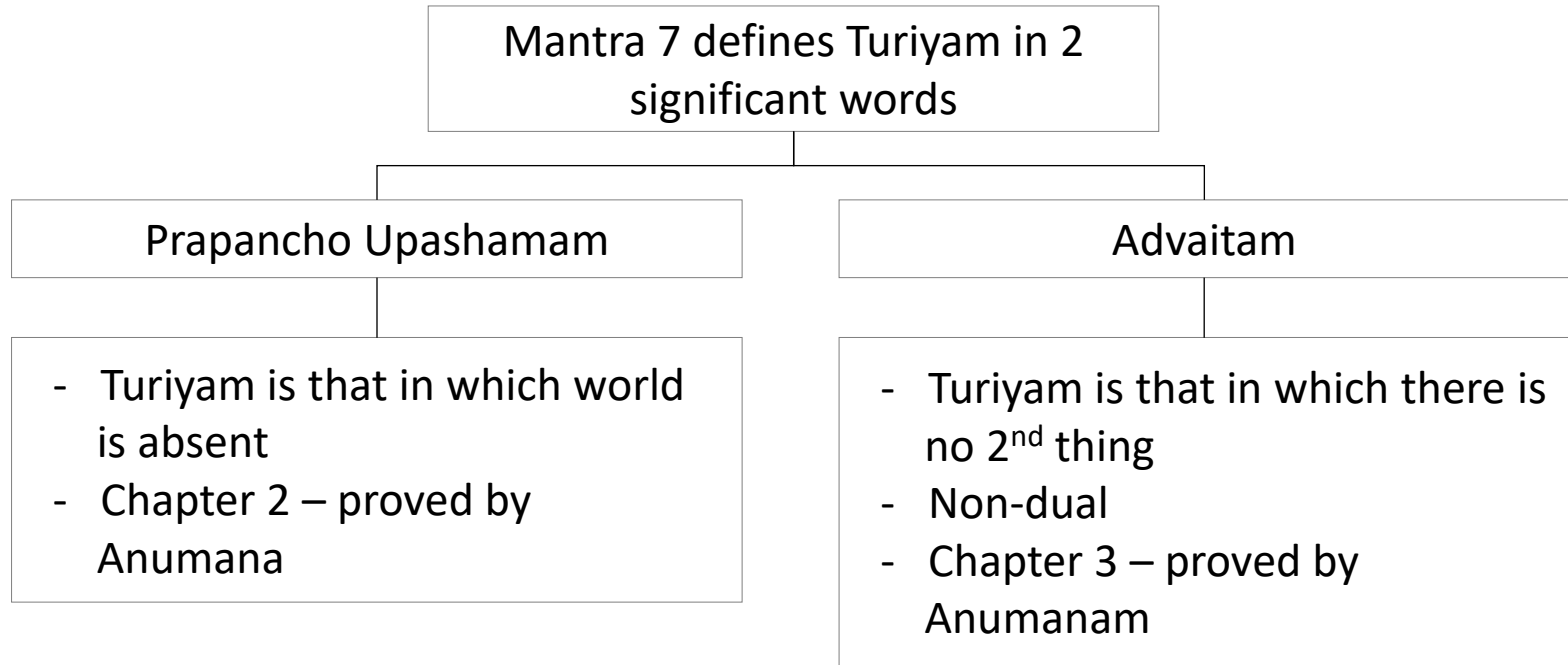 Mantra 7 defines Turiyam in 2
significant words
Prapancho Upashamam
Advaitam
- Turiyam is that in which world
is absent
- Chapter 2 – proved by
Anumana
- Turiyam is that in which there is
no 2nd thing
- Non-dual
- Chapter 3 – proved by
Anumanam